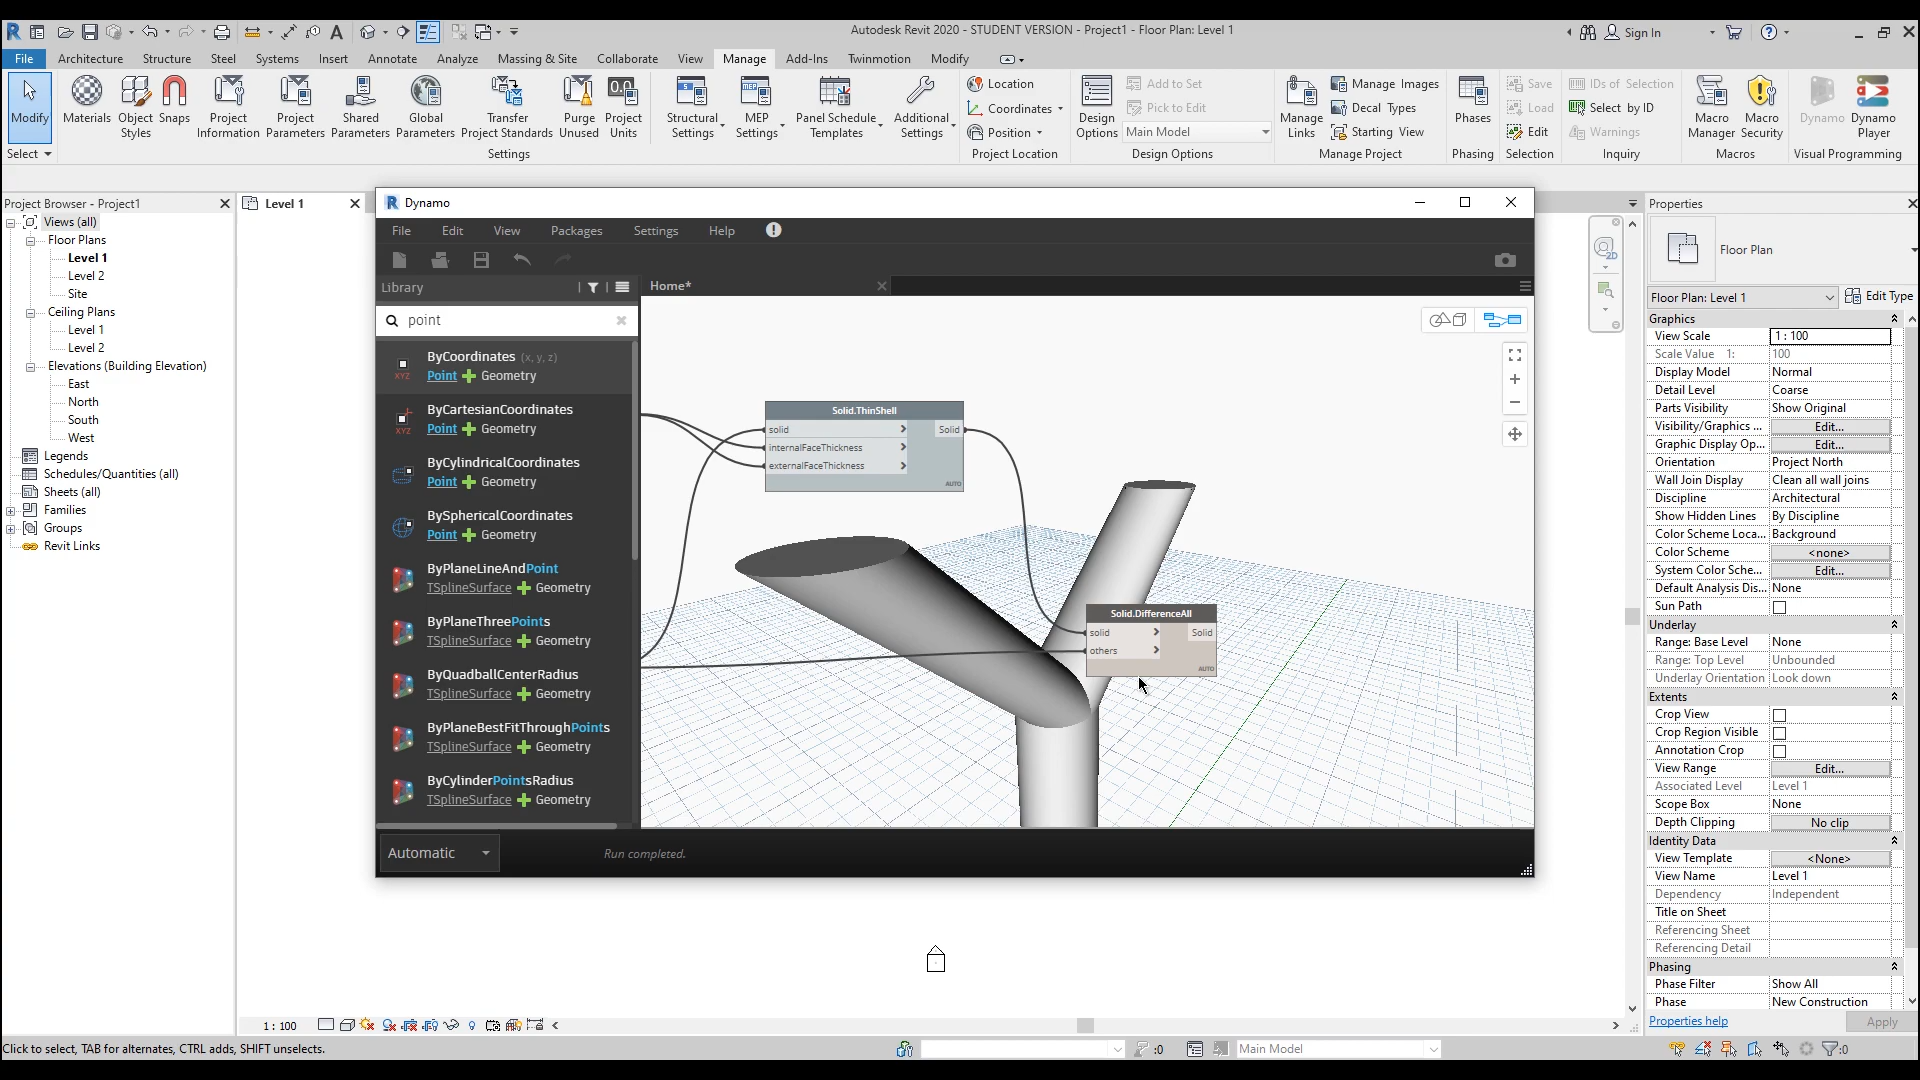 Autodesk Revit 2020 - STUDENT VERSION - Project1 - Floor Plan: Level 1
Sign In
File Architecture Structure Steel Systems Insert Annotate Analyze Massing & Site Collaborate View Manage Add-Ins Twinmotion Modify
Modify
Materials
Object Styles
Snaps
Project Information
Project Parameters
Shared Parameters
Global Parameters
Transfer Project Standards
Purge Unused
Project Units
Structural Settings
MEP Settings
Panel Schedule Templates
Additional Settings
Location
Coordinates
Position
Design Options
Add to Set
Pick to Edit
Main Model
Manage Links
Manage Images
Decal Types
Starting View
Phases
Save
Load
Edit
IDs of Selection
Select by ID
Warnings
Macro Manager
Macro Security
Dynamo
Dynamo Player
Select
Settings
Project Location
Design Options
Manage Project
Phasing
Selection
Inquiry
Macros
Visual Programming
Project Browser - Project1
Views (all)
Floor Plans
Level 1
Level 2
Site
Ceiling Plans
Level 1
Level 2
Elevations (Building Elevation)
East
North
South
West
Legends
Schedules/Quantities (all)
Sheets (all)
Families
Groups
Revit Links
Level 1
Dynamo
File Edit View Packages Settings Help
Library
Home*
point
ByCoordinates (x, y, z)
Point Geometry
ByCartesianCoordinates
Point Geometry
ByCylindricalCoordinates
Point Geometry
BySphericalCoordinates
Point Geometry
ByPlaneLineAndPoint
TSplineSurface Geometry
ByPlaneThreePoints
TSplineSurface Geometry
ByQuadballCenterRadius
TSplineSurface Geometry
ByPlaneBestFitThroughPoints
TSplineSurface Geometry
ByCylinderPointsRadius
TSplineSurface Geometry
Solid.ThinShell
solid > Solid
internalFaceThickness >
externalFaceThickness >
AUTO
Solid.DifferenceAll
solid > Solid
others >
AUTO
Automatic
Run completed.
Properties
Floor Plan
Floor Plan: Level 1 Edit Type
Graphics
View Scale 1 : 100
Scale Value 1: 100
Display Model Normal
Detail Level Coarse
Parts Visibility Show Original
Visibility/Graphics ... Edit...
Graphic Display Op... Edit...
Orientation Project North
Wall Join Display Clean all wall joins
Discipline Architectural
Show Hidden Lines By Discipline
Color Scheme Loca... Background
Color Scheme <none>
System Color Sche... Edit...
Default Analysis Dis... None
Sun Path
Underlay
Range: Base Level None
Range: Top Level Unbounded
Underlay Orientation Look down
Extents
Crop View
Crop Region Visible
Annotation Crop
View Range Edit...
Associated Level Level 1
Scope Box None
Depth Clipping No clip
Identity Data
View Template <None>
View Name Level 1
Dependency Independent
Title on Sheet
Referencing Sheet
Referencing Detail
Phasing
Phase Filter Show All
Phase New Construction
Properties help Apply
1 : 100
Click to select, TAB for alternates, CTRL adds, SHIFT unselects.
:0
Main Model
:0